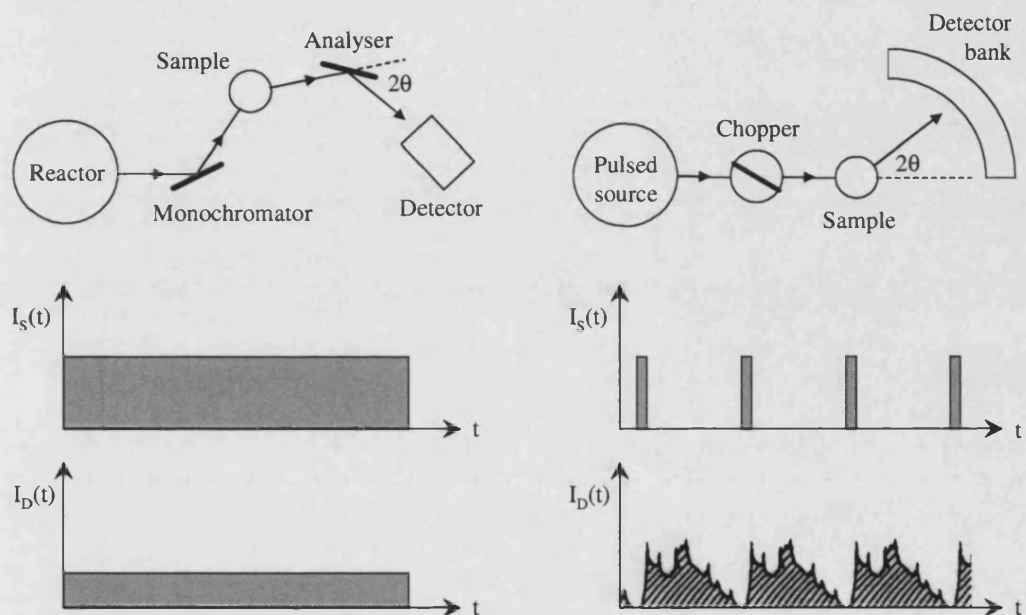 Analyser
Sample
2θ
Reactor
Monochromator
Detector
Detector
bank
Chopper
Pulsed
source
2θ
Sample
I_S(t)
t
I_D(t)
t
I_S(t)
t
I_D(t)
t